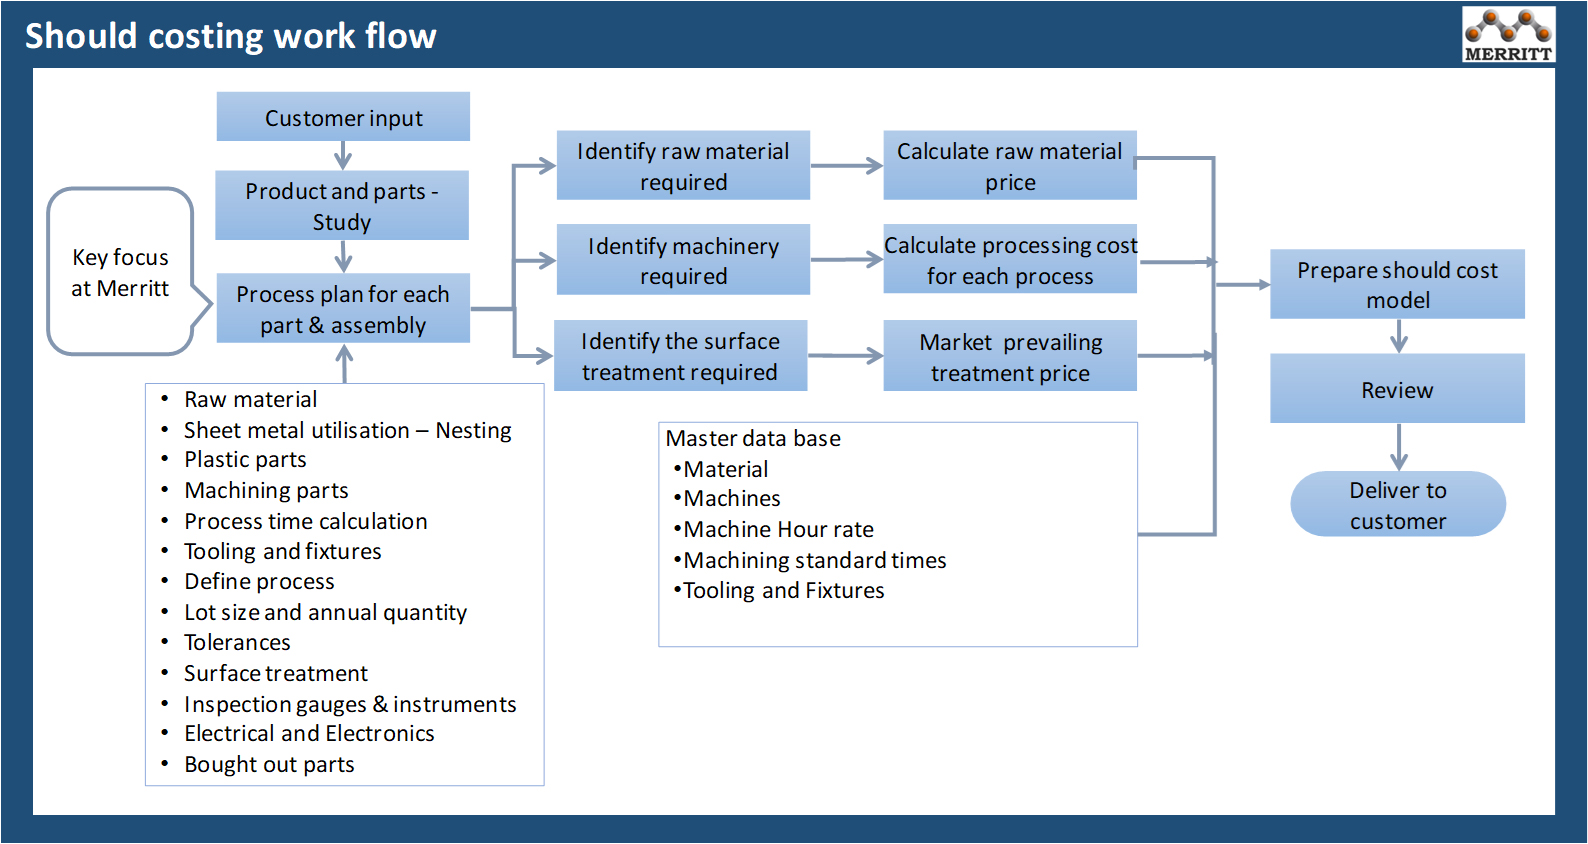 Should costing work flow
MERRITT
Customer input
Product and parts -
Study
Key focus
at Merritt
Process plan for each
part & assembly
Identify raw material
required
Calculate raw material
price
Identify machinery
required
Calculate processing cost
for each process
Identify the surface
treatment required
Market prevailing
treatment price
Prepare should cost
model
Review
Deliver to
customer
• Raw material
• Sheet metal utilisation – Nesting
• Plastic parts
• Machining parts
• Process time calculation
• Tooling and fixtures
• Define process
• Lot size and annual quantity
• Tolerances
• Surface treatment
• Inspection gauges & instruments
• Electrical and Electronics
• Bought out parts
Master data base
•Material
•Machines
•Machine Hour rate
•Machining standard times
•Tooling and Fixtures